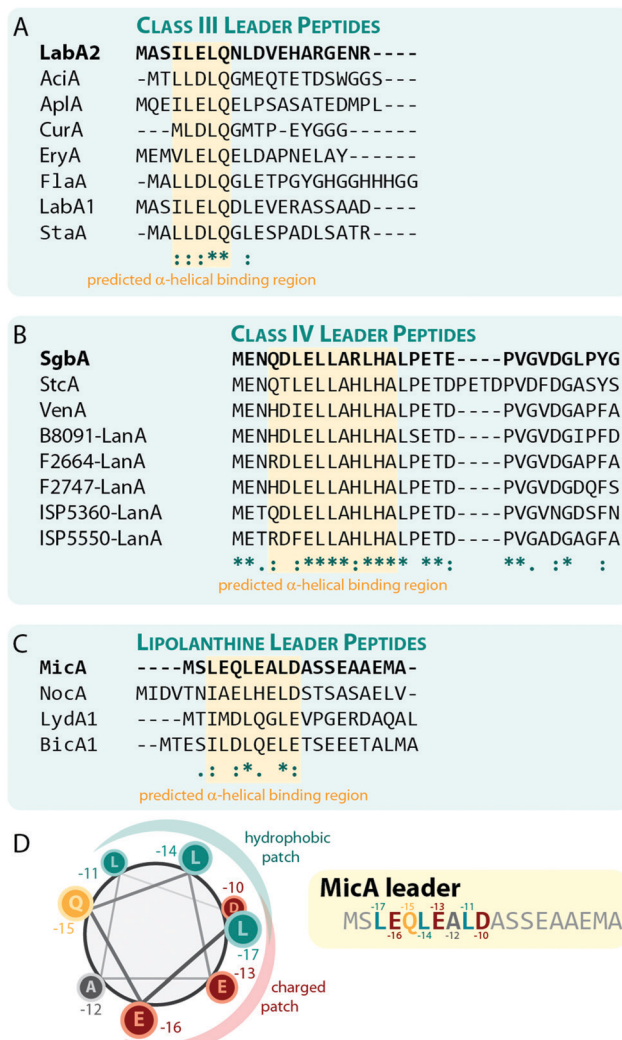 A
CLASS III LEADER PEPTIDES
LabA2 MASILELQNLDVEHARGENR----
AciA -MTLLDLQGMEQTETDSWGGS---
AplA MQEILELQELPSASATEDMPL---
CurA ---MLDLQGMTP-EYGGG------
EryA MEMVLELQELDAPNELAY------
FlaA -MALLDLQGLETPGYGHGGHHHGG
LabA1 MASILELQDLEVERASSAAD----
StaA -MALLDLQGLESPADLSATR----
:::** :
predicted α-helical binding region
B
CLASS IV LEADER PEPTIDES
SgbA MENQDLELLARLHALPETE----PVGVDGLPYG
StcA MENQTLELLAHLHALPETDPETDPVDFDGASYS
VenA MENHDIELLAHLHALPETD----PVGVDGAPFA
B8091-LanA MENHDLELLAHLHALSETD----PVGVDGIPFD
F2664-LanA MENRDLELLAHLHALPETD----PVGVDGAPFA
F2747-LanA MENHDLELLAHLHALPETD----PVGVDGDQFS
ISP5360-LanA METQDLELLAHLHALPETD----PVGVNGDSFN
ISP5550-LanA METRDFELLAHLHALPETD----PVGADGAGFA
**.: :****:**** **: **. :* :
predicted α-helical binding region
C
LIPOLANTHINE LEADER PEPTIDES
MicA ----MSLEQLEALDASSEAAEMA-
NocA MIDVTNIAELHELDSTSASAELV-
LydA1 ----MTIMDLQGLEVPGERDAQAL
BicA1 --MTESILDLQELETSEEETALMA
.: :*. *:
predicted α-helical binding region
D
hydrophobic
patch
-14 L
L -11
-10 D
Q -15
L -17
-13 E
A -12
E -16
charged
patch
MicA leader
-17 -15 -13 -11
MSLEQLEALDASSEAAEMA
-16 -14 -12 -10